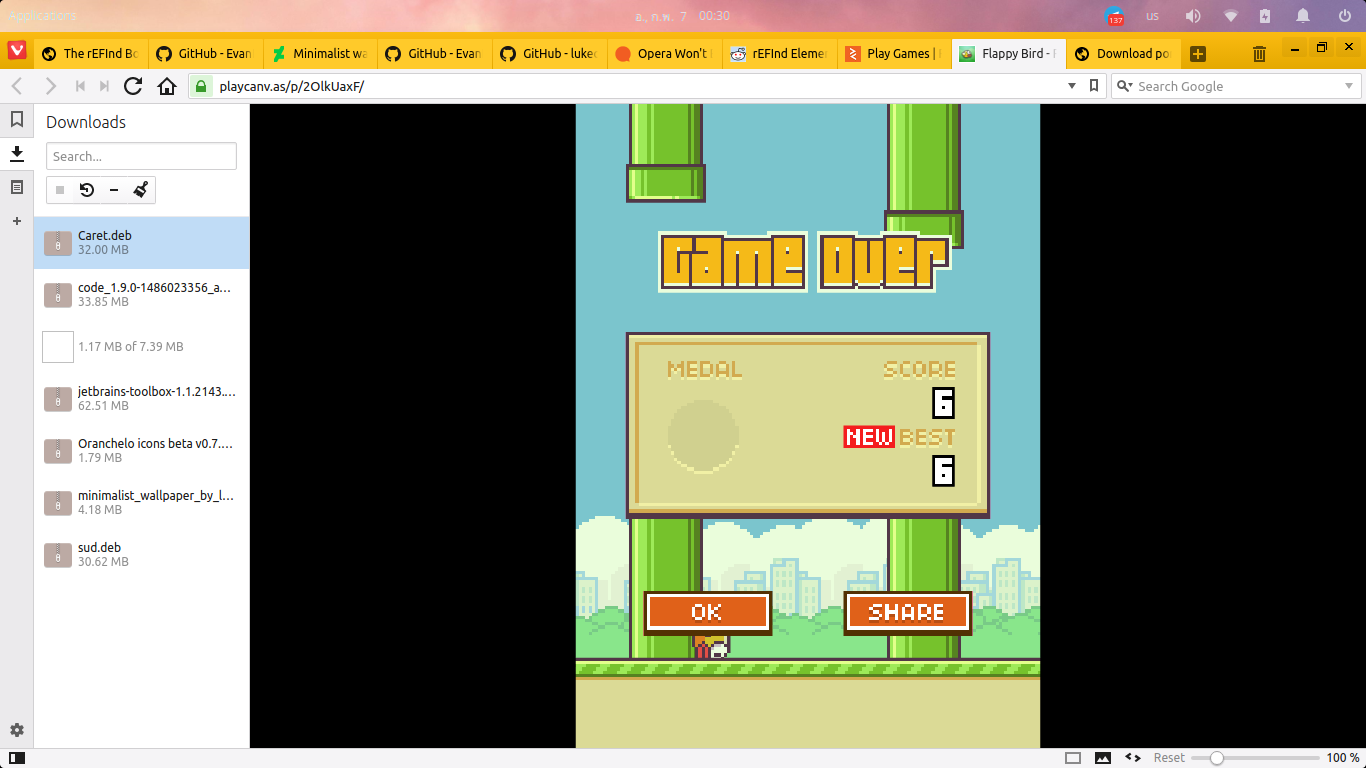 Applications
อ., ก.พ. 7 00:30
137
us
The rEFInd Bo
GitHub - Evan
Minimalist wa
GitHub - Evan
GitHub - luked
Opera Won't
rEFInd Elemen
Play Games |
Flappy Bird -
Download po
playcanv.as/p/2OlkUaxF/
Search Google
Downloads
Search...
Caret.deb
32.00 MB
code_1.9.0-1486023356_a...
33.85 MB
1.17 MB of 7.39 MB
jetbrains-toolbox-1.1.2143....
62.51 MB
Oranchelo icons beta v0.7....
1.79 MB
minimalist_wallpaper_by_l...
4.18 MB
sud.deb
30.62 MB
Game Over
MEDAL
SCORE
6
NEW BEST
6
OK
SHARE
Reset
100 %